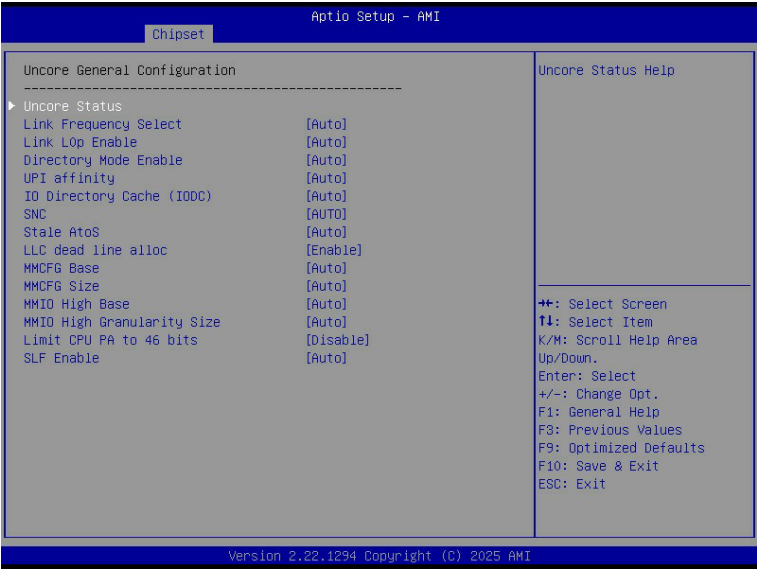 Aptio Setup – AMI
Chipset
Uncore General Configuration
--------------------------------------------------
Uncore Status
Link Frequency Select [Auto]
Link L0p Enable [Auto]
Directory Mode Enable [Auto]
UPI affinity [Auto]
IO Directory Cache (IODC) [Auto]
SNC [AUTO]
Stale AtoS [Auto]
LLC dead line alloc [Enable]
MMCFG Base [Auto]
MMCFG Size [Auto]
MMIO High Base [Auto]
MMIO High Granularity Size [Auto]
Limit CPU PA to 46 bits [Disable]
SLF Enable [Auto]
Uncore Status Help
→←: Select Screen
↑↓: Select Item
K/M: Scroll Help Area
Up/Down.
Enter: Select
+/-: Change Opt.
F1: General Help
F3: Previous Values
F9: Optimized Defaults
F10: Save & Exit
ESC: Exit
Version 2.22.1294 Copyright (C) 2025 AMI